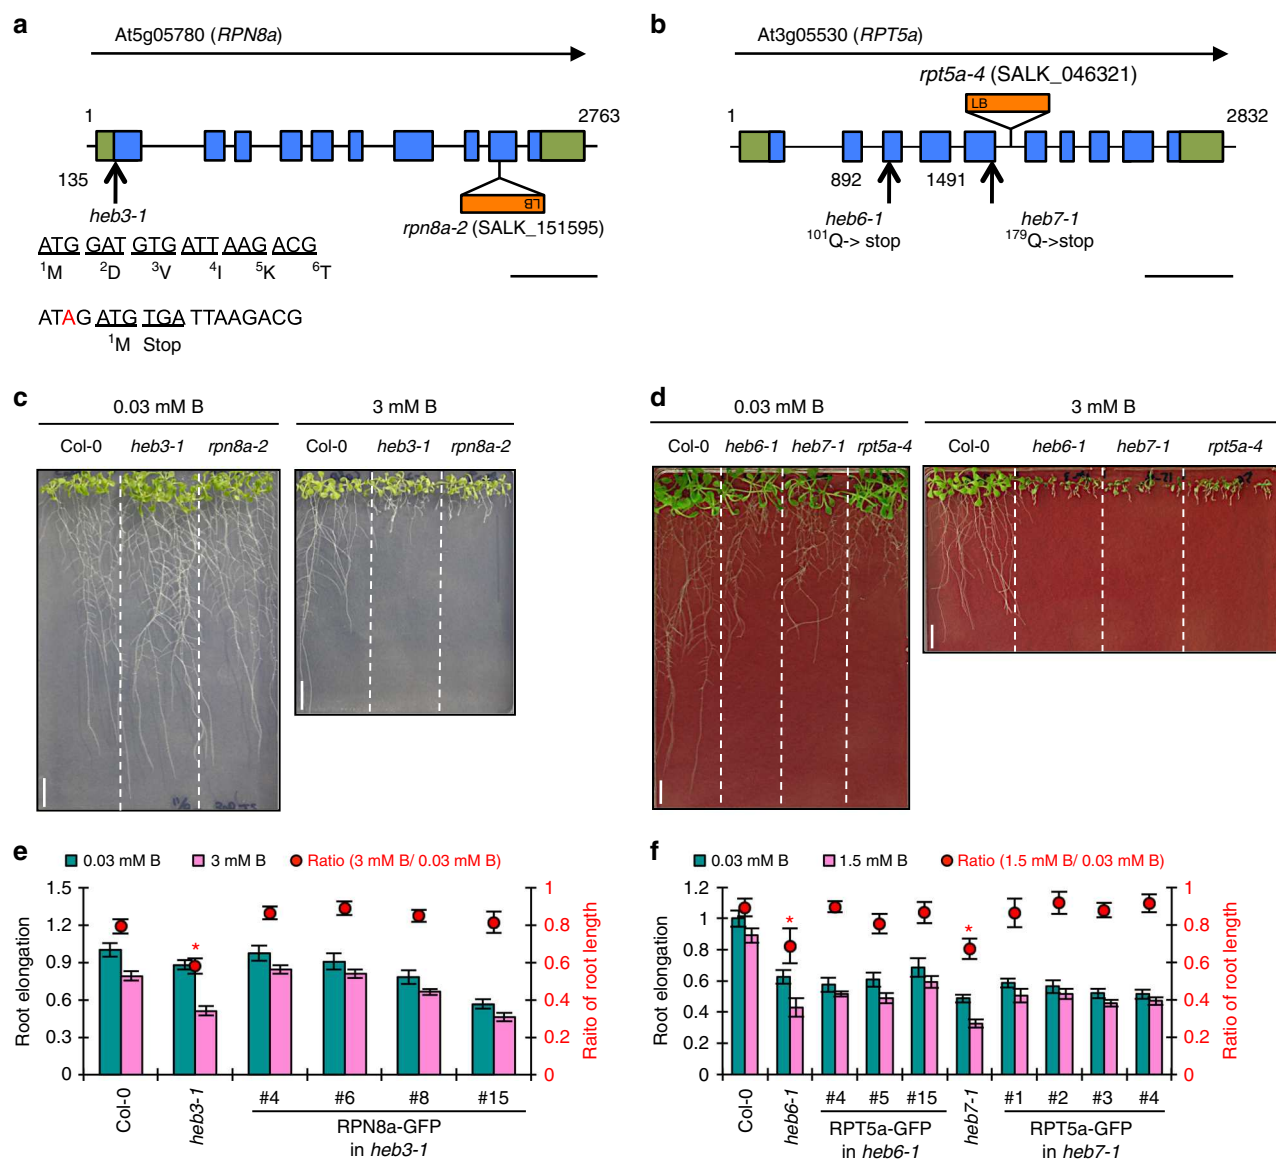 a
At5g05780 (RPN8a)
1
2763
135
heb3-1
LB
rpn8a-2 (SALK_151595)
ATG GAT GTG ATT AAG ACG
1M 2D 3V 4I 5K 6T
ATAG ATG TGA TTAAGACG
1M Stop
b
At3g05530 (RPT5a)
rpt5a-4 (SALK_046321)
LB
1
2832
892
1491
heb6-1
101Q-> stop
heb7-1
179Q->stop
c
0.03 mM B
3 mM B
Col-0 heb3-1 rpn8a-2
Col-0 heb3-1 rpn8a-2
d
0.03 mM B
3 mM B
Col-0 heb6-1 heb7-1 rpt5a-4
Col-0 heb6-1 heb7-1 rpt5a-4
e
0.03 mM B
3 mM B
Ratio (3 mM B/ 0.03 mM B)
Root elongation
1.5
1.2
0.9
0.6
0.3
0
*
1
0.8
0.6
0.4
0.2
0
Raito of root length
Col-0
heb3-1
#4 #6 #8 #15
RPN8a-GFP
in heb3-1
f
0.03 mM B
1.5 mM B
Ratio (1.5 mM B/ 0.03 mM B)
Root elongation
1.2
1
0.8
0.6
0.4
0.2
0
*
*
1
0.8
0.6
0.4
0.2
0
Ratio of root length
Col-0
heb6-1
#4 #5 #15
RPT5a-GFP
in heb6-1
heb7-1
#1 #2 #3 #4
RPT5a-GFP
in heb7-1